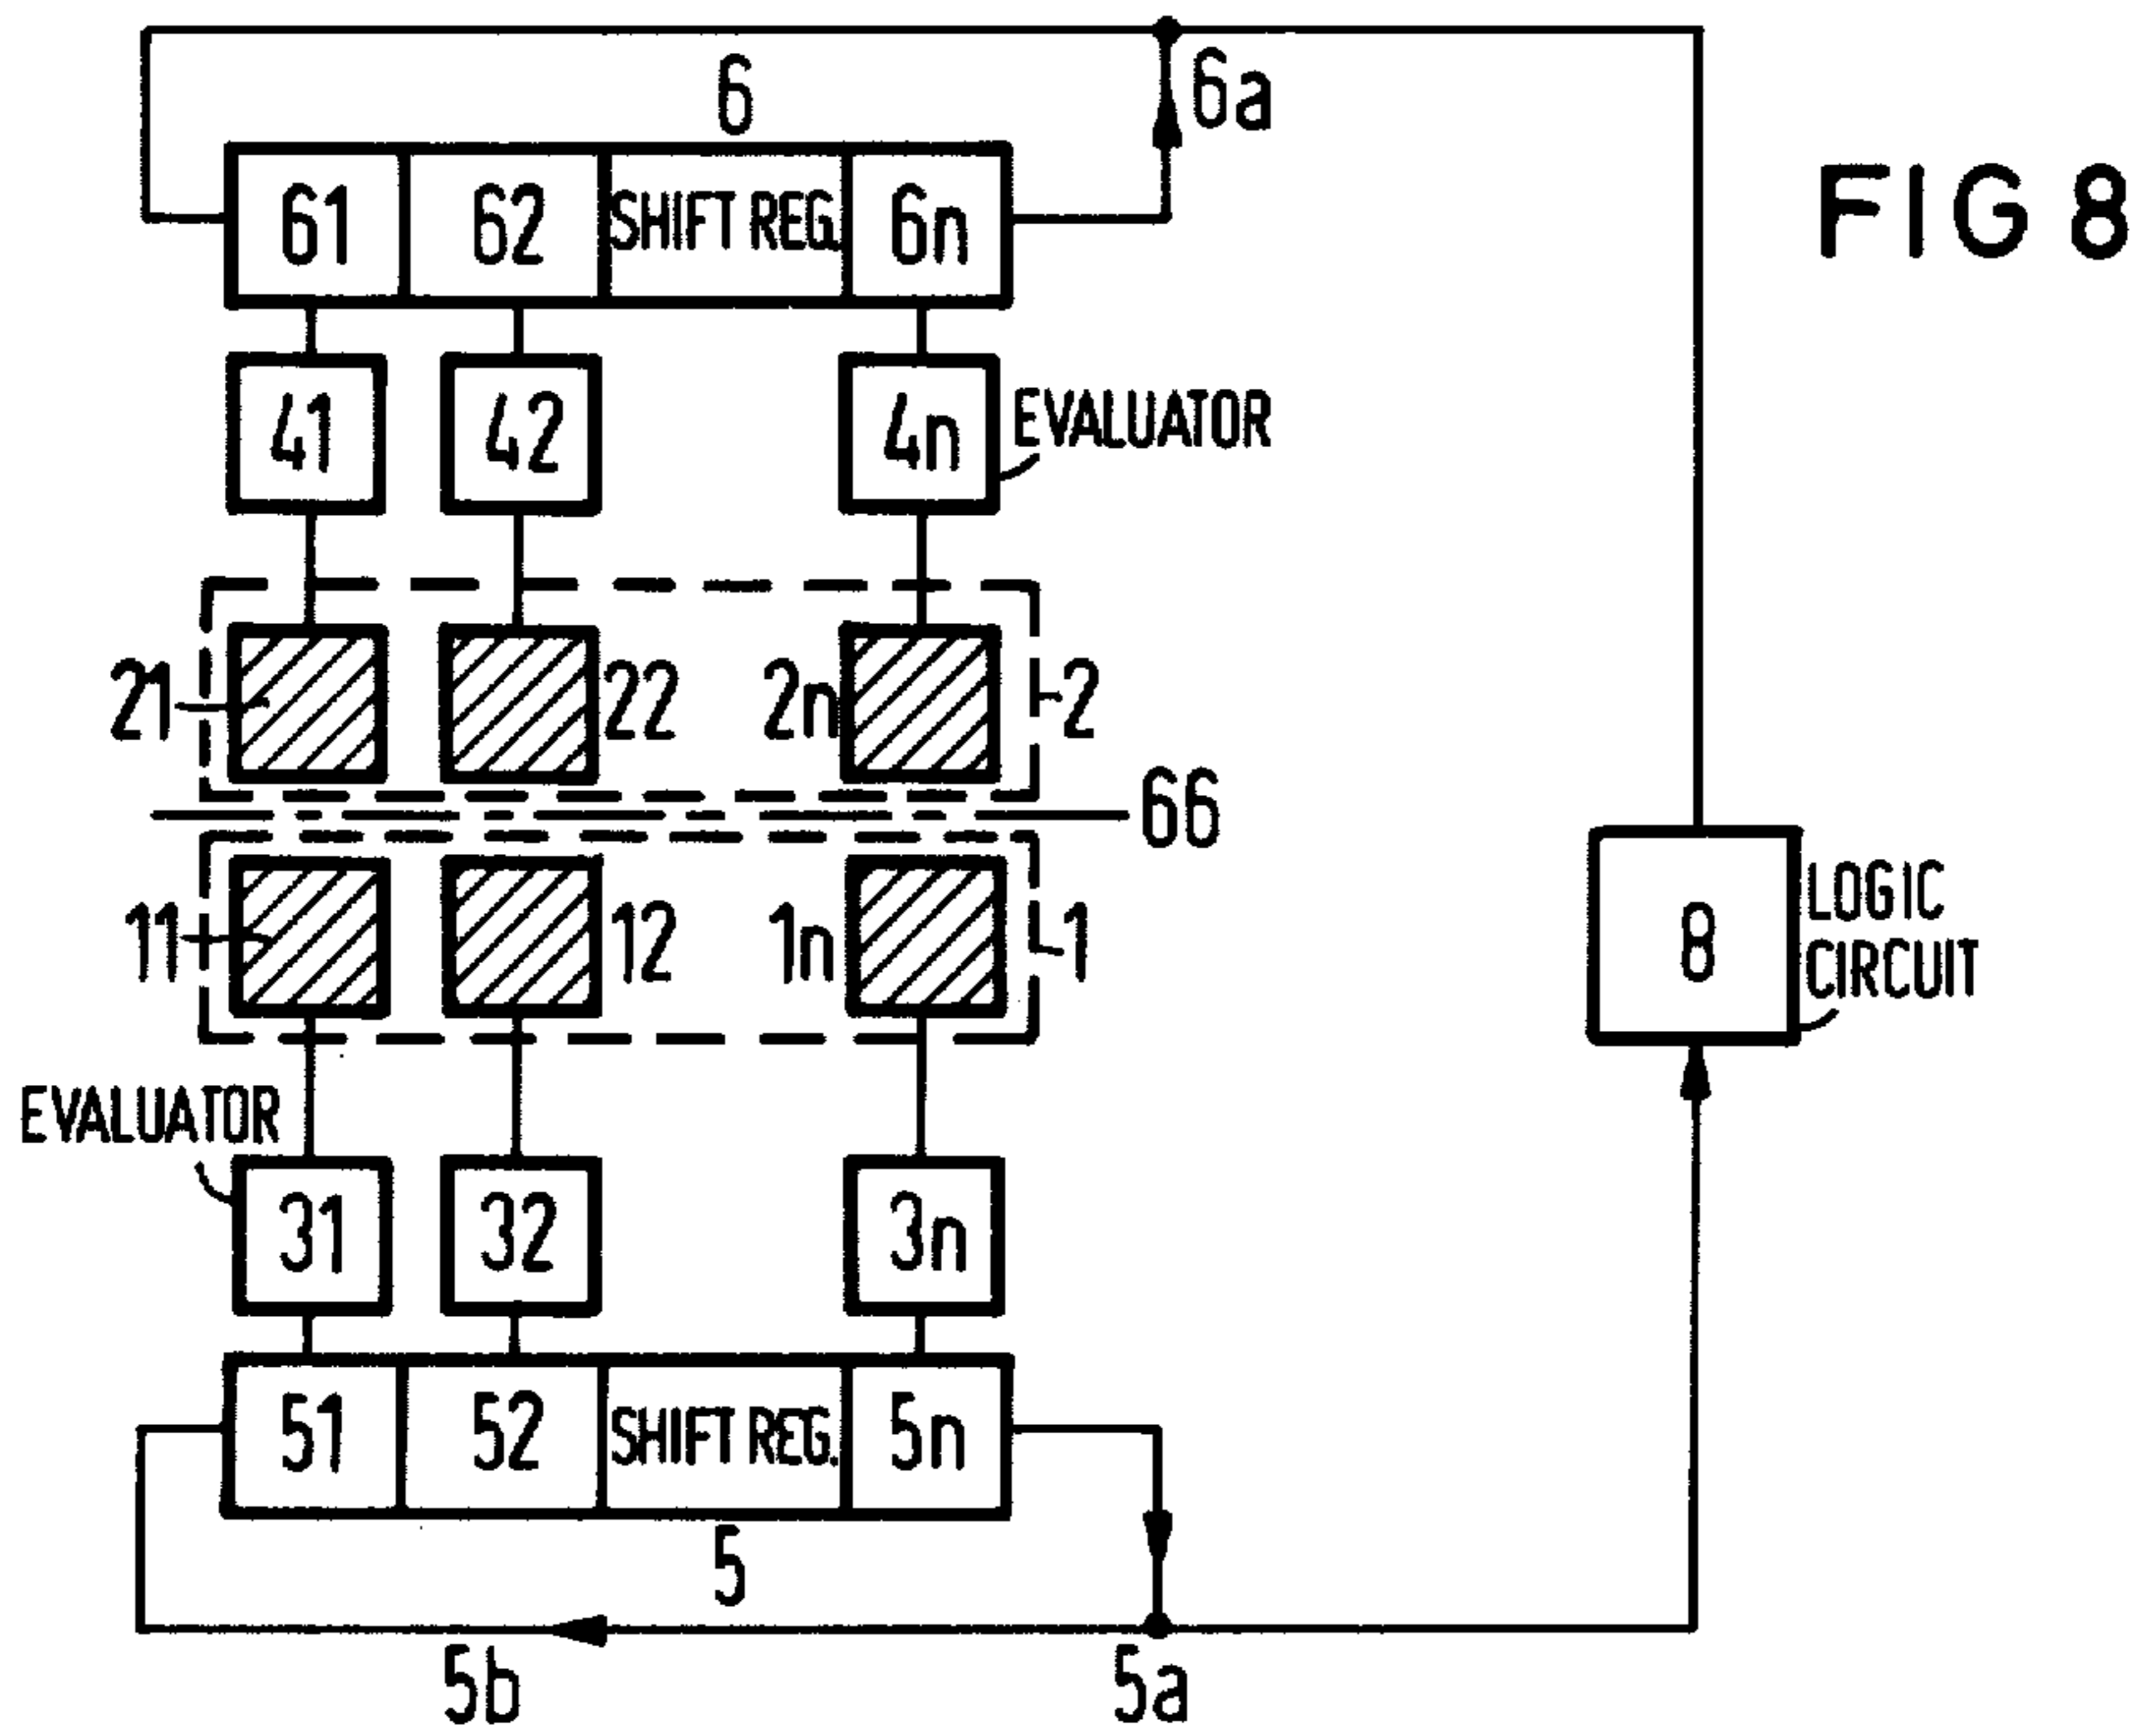 6
6a
61 62 SHIFT REG. 6n
FIG 8
41 42 4n EVALUATOR
21 22 2n 2
66
11 12 1n 1
8 LOGIC
CIRCUIT
EVALUATOR
31 32 3n
51 52 SHIFT REG. 5n
5
5b 5a